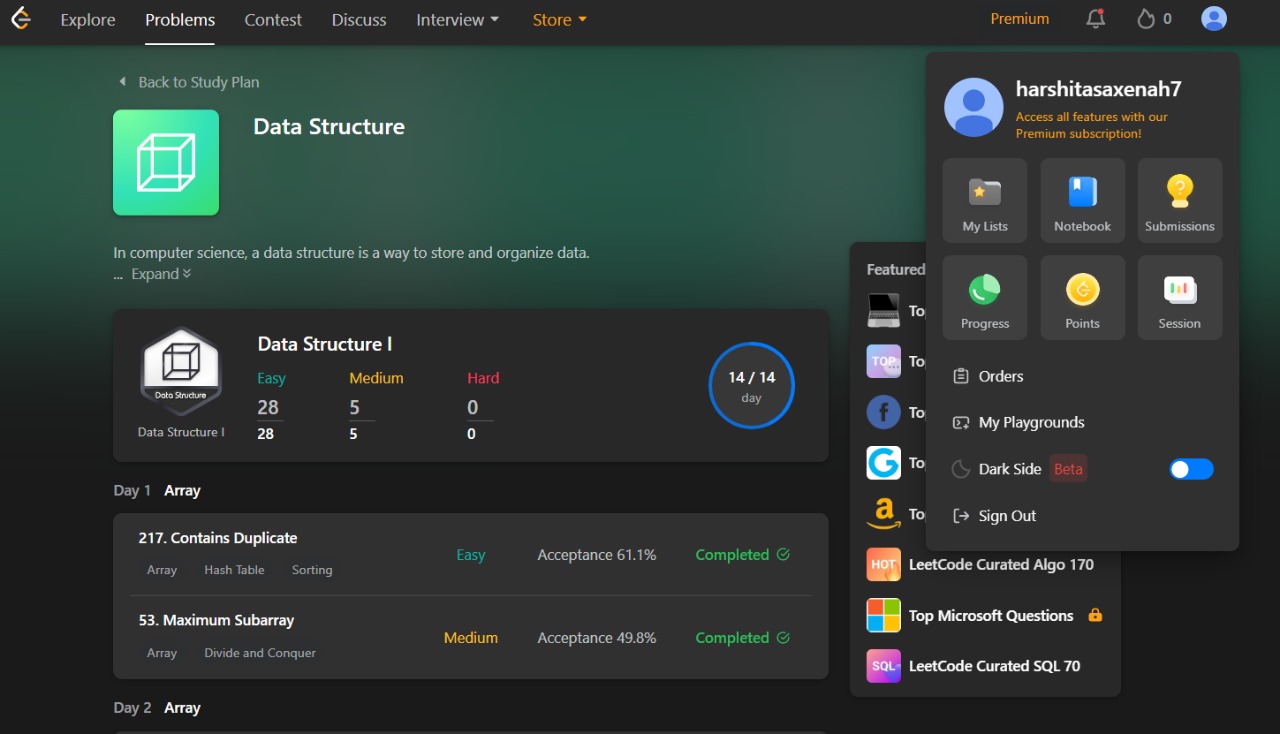 Explore Problems Contest Discuss Interview Store Premium 0
Back to Study Plan
Data Structure
In computer science, a data structure is a way to store and organize data.
... Expand
Data Structure
Data Structure I
Data Structure I
Easy Medium Hard
28 5 0
28 5 0
14 / 14
day
Day 1 Array
217. Contains Duplicate
Array Hash Table Sorting
Easy Acceptance 61.1% Completed
53. Maximum Subarray
Array Divide and Conquer
Medium Acceptance 49.8% Completed
Day 2 Array
Featured
To
TOP To
To
To
To
HOT LeetCode Curated Algo 170
Top Microsoft Questions
SQL LeetCode Curated SQL 70
harshitasaxenah7
Access all features with our
Premium subscription!
My Lists Notebook Submissions
Progress Points Session
Orders
My Playgrounds
Dark Side Beta
Sign Out